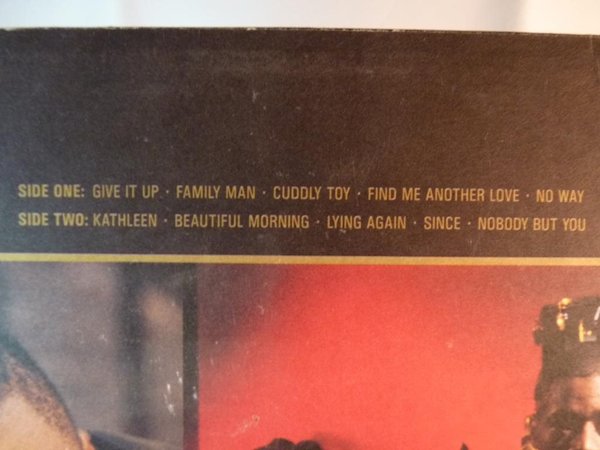 SIDE ONE: GIVE IT UP · FAMILY MAN · CUDDLY TOY · FIND ME ANOTHER LOVE · NO WAY
SIDE TWO: KATHLEEN · BEAUTIFUL MORNING · LYING AGAIN · SINCE · NOBODY BUT YOU